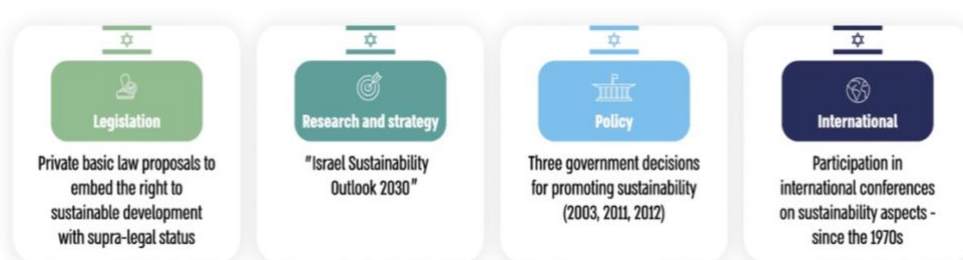 Legislation
Private basic law proposals to
embed the right to
sustainable development
with supra-legal status
Research and strategy
"Israel Sustainability
Outlook 2030"
Policy
Three government decisions
for promoting sustainability
(2003, 2011, 2012)
International
Participation in
international conferences
on sustainability aspects -
since the 1970s